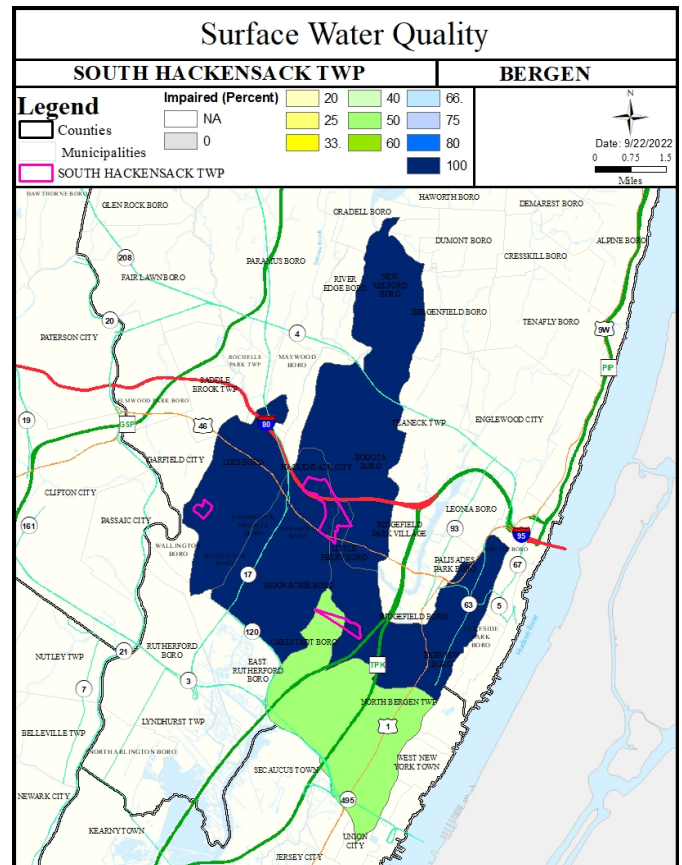 Surface Water Quality
SOUTH HACKENSACK TWP
BERGEN
Legend
Counties
Municipalities
SOUTH HACKENSACK TWP
Impaired (Percent)
NA
0
20
25
33.
40
50
60
66.
75
80
100
N
Date: 9/22/2022
0 0.75 1.5
Miles
HAWTHORNE BORO
GLEN ROCK BORO
ORADELL BORO
HAWORTH BORO
DEMAREST BORO
DUMONT BORO
ALPINE BORO
CRESSKILL BORO
208
PARAMUS BORO
FAIR LAWN BORO
RIVER
EDGE BORO
NEW
MILFORD
BORO
BERGENFIELD BORO
TENAFLY BORO
20
9W
4
PATERSON CITY
ROCHELLE
PARK TWP
MAYWOOD
BORO
PIP
SADDLE
BROOK TWP
ELMWOOD PARK BORO
19
GSP
46
80
TEANECK TWP
ENGLEWOOD CITY
GARFIELD CITY
LODI BORO
HACKENSACK CITY
BOGOTA
BORO
CLIFTON CITY
161
PASSAIC CITY
LEONIA BORO
RIDGEFIELD
PARK VILLAGE
93
95
WALLINGTON
BORO
LITTLE
FERRY BORO
PALISADES
PARK BORO
67
17
MOONACHIE BORO
63
5
RIDGEFIELD BORO
120
CARLSTADT BORO
21
RUTHERFORD
BORO
EAST
RUTHERFORD
BORO
NUTLEY TWP
3
TPK
Hudson River
7
NORTH BERGEN TWP
LYNDHURST TWP
1
BELLEVILLE TWP
NORTH ARLINGTON BORO
SECAUCUS TOWN
WEST NEW
YORK TOWN
NEWARK CITY
495
KEARNY TOWN
UNION
CITY
JERSEY CITY